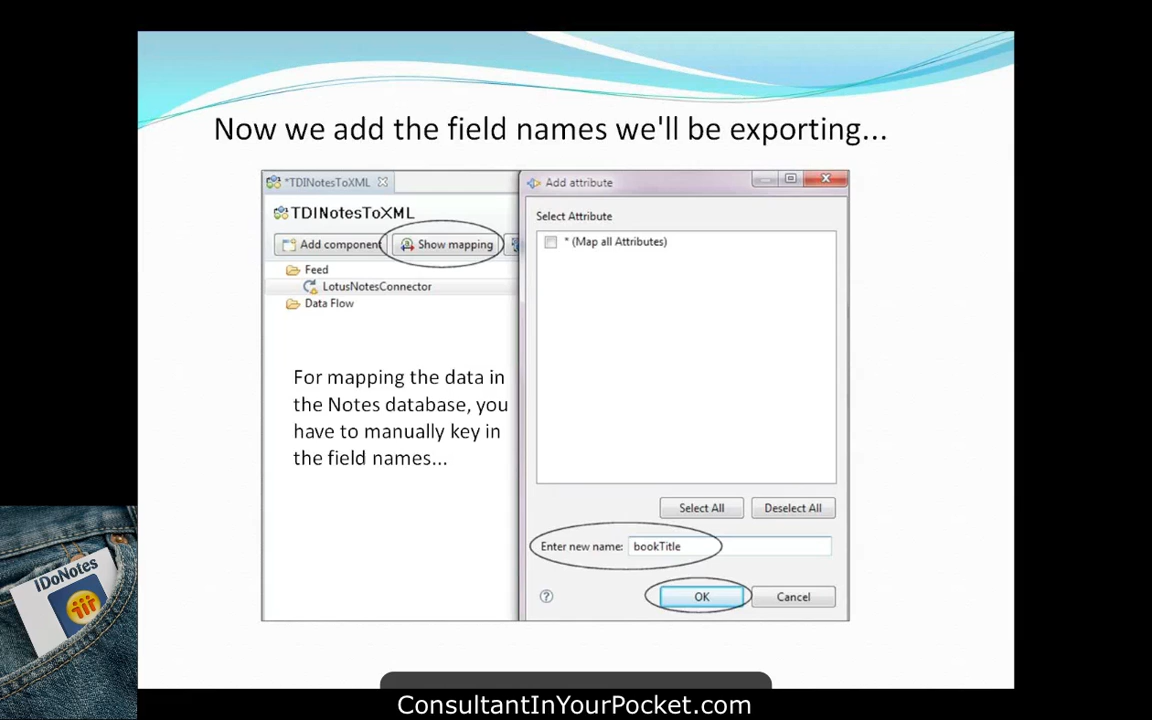 Now we add the field names we'll be exporting...
*TDINotesToXML
TDINotesToXML
Add component
Show mapping
Feed
LotusNotesConnector
Data Flow
For mapping the data in
the Notes database, you
have to manually key in
the field names...
Add attribute
Select Attribute
* (Map all Attributes)
Select All
Deselect All
Enter new name: bookTitle
OK
Cancel
IDoNotes
ConsultantInYourPocket.com